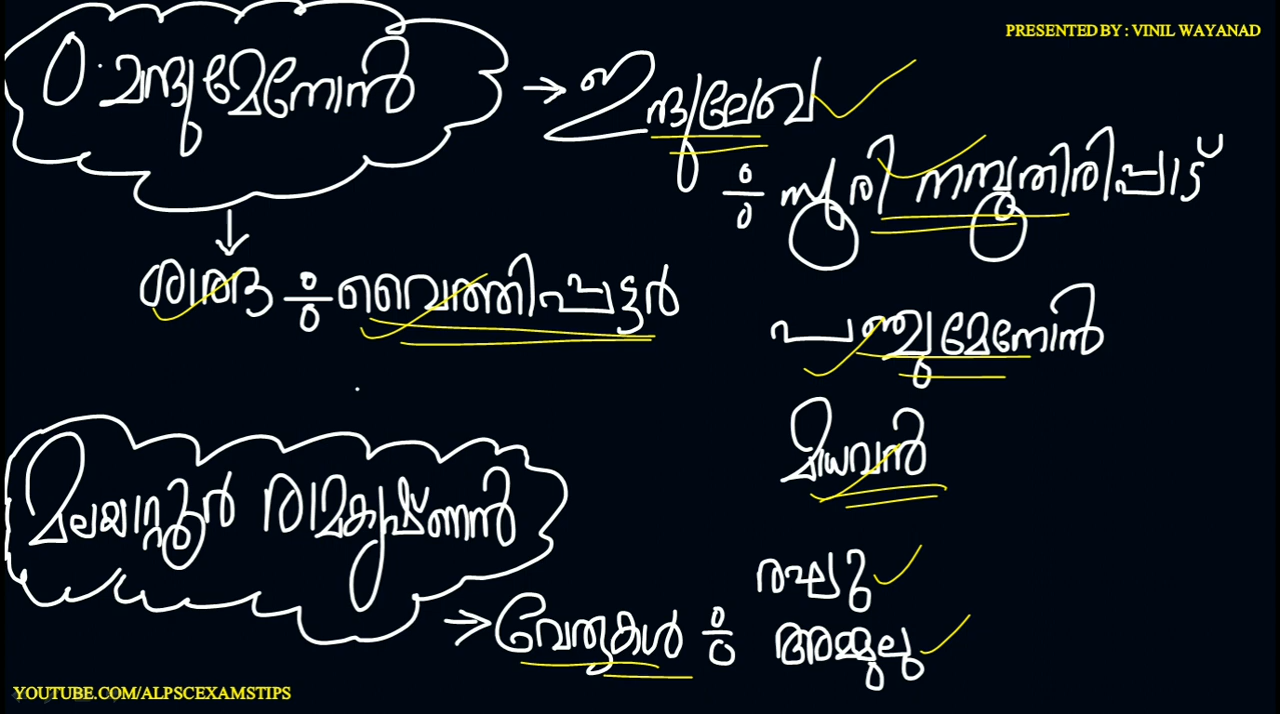 PRESENTED BY : VINIL WAYANAD
ഠ. ചന്തുമേനോൻ → ഇന്ദുലേഖ
÷ സൂരി നമ്പൂതിരിപ്പാട്
ശാരദ ÷ വൈത്തിപ്പട്ടർ
പഞ്ചുമേനോൻ
മാധവൻ
മലയാറ്റൂർ രാമകൃഷ്ണൻ
→ വേരുകൾ ÷ രഘു
അമ്മുലു
YOUTUBE.COM/ALPSCEXAMSTIPS